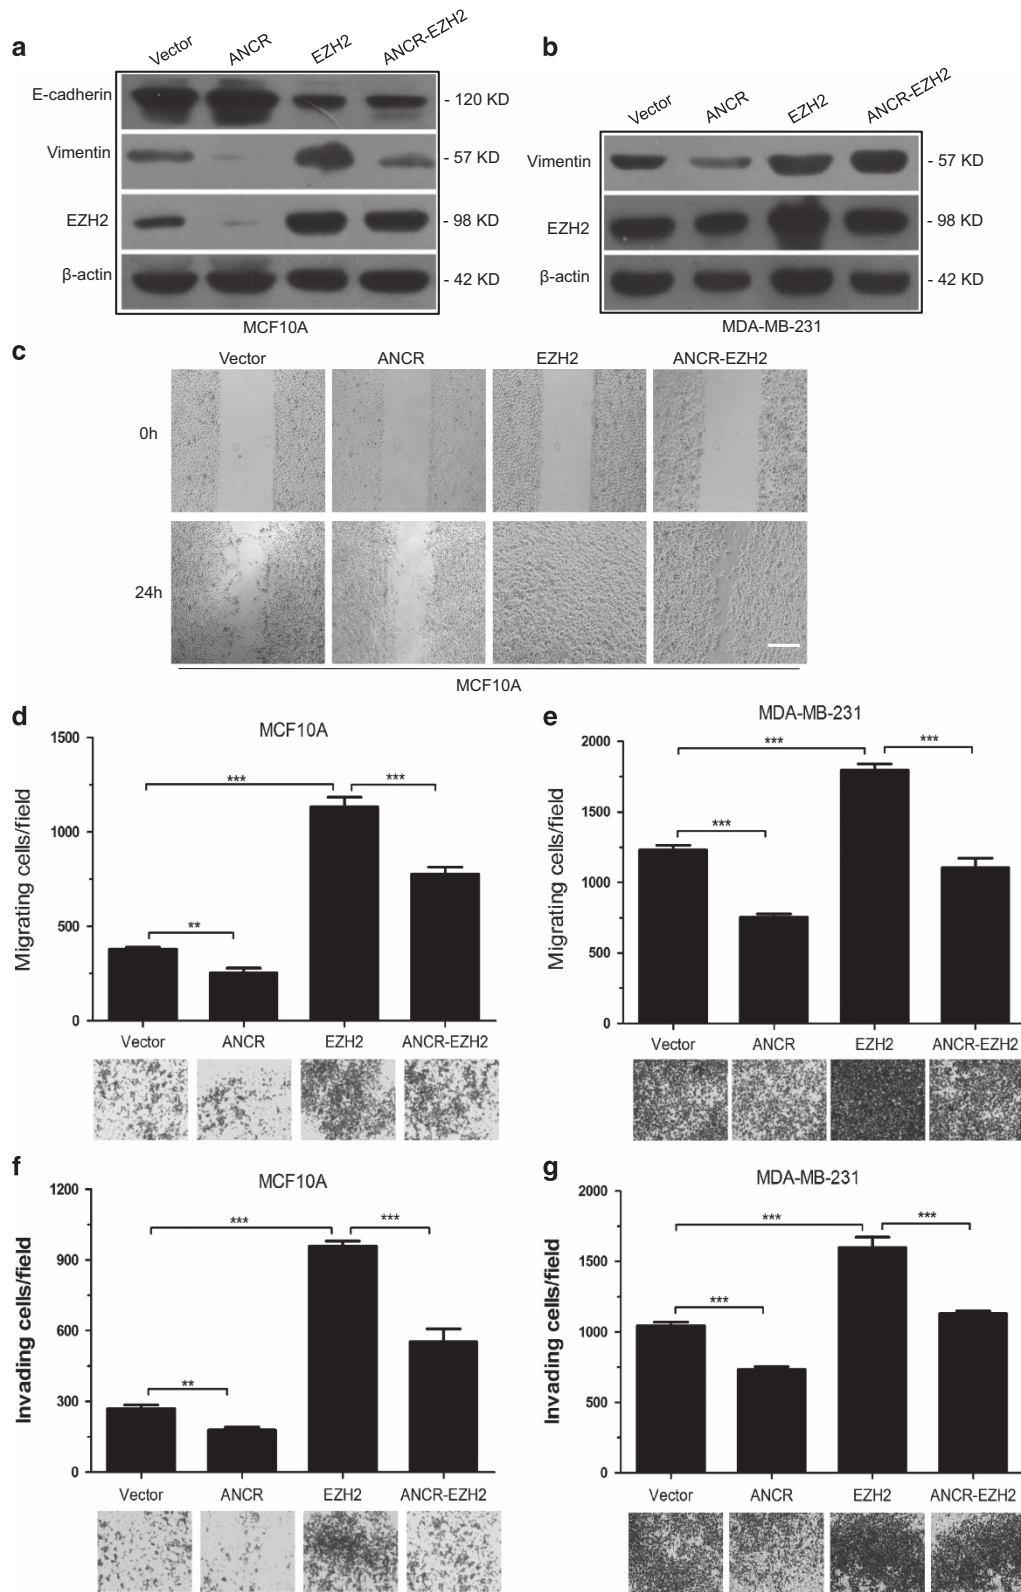 a
Vector ANCR EZH2 ANCR-EZH2
E-cadherin - 120 KD
Vimentin - 57 KD
EZH2 - 98 KD
β-actin - 42 KD
MCF10A
b
Vector ANCR EZH2 ANCR-EZH2
Vimentin - 57 KD
EZH2 - 98 KD
β-actin - 42 KD
MDA-MB-231
c
Vector ANCR EZH2 ANCR-EZH2
0h
24h
MCF10A
d
MCF10A
Migrating cells/field
1500
1000
500
0
*** ***
**
Vector ANCR EZH2 ANCR-EZH2
e
MDA-MB-231
Migrating cells/field
2000
1500
1000
500
0
*** ***
***
Vector ANCR EZH2 ANCR-EZH2
f
MCF10A
Invading cells/field
1200
900
600
300
0
*** ***
**
Vector ANCR EZH2 ANCR-EZH2
g
MDA-MB-231
Invading cells/field
2000
1500
1000
500
0
*** ***
***
Vector ANCR EZH2 ANCR-EZH2